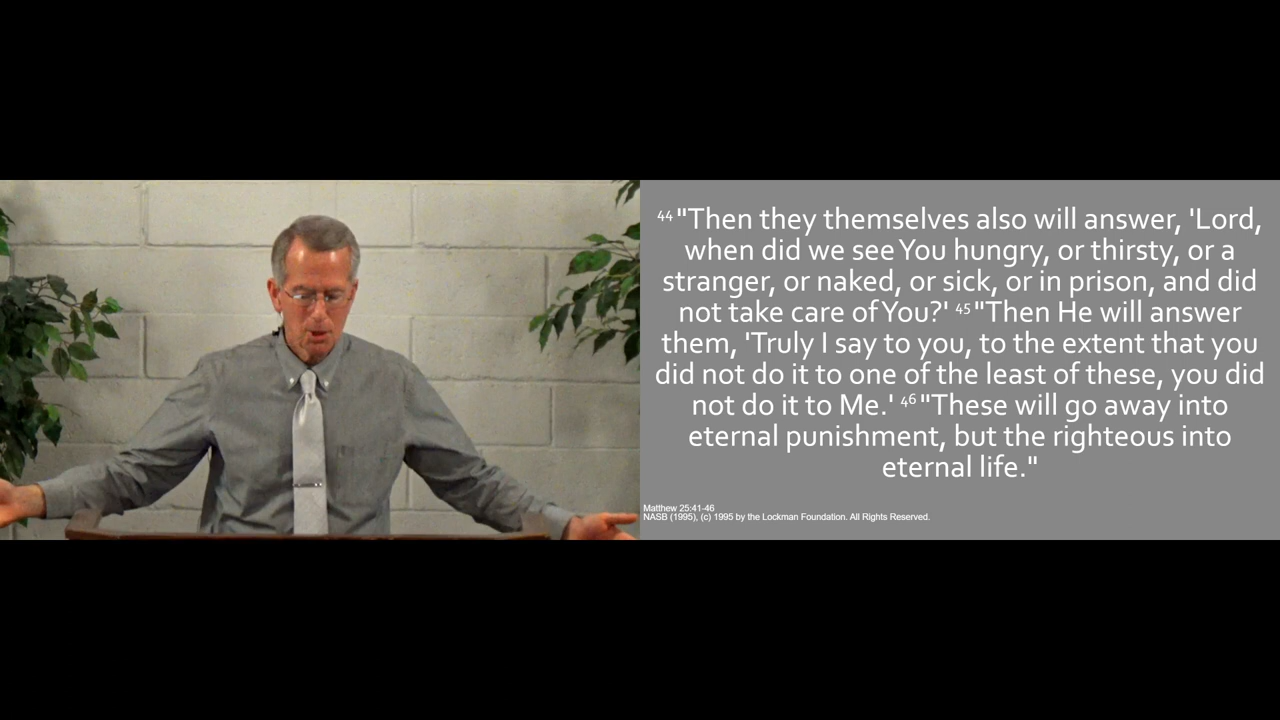 44 "Then they themselves also will answer, 'Lord,
when did we see You hungry, or thirsty, or a
stranger, or naked, or sick, or in prison, and did
not take care of You?' 45 "Then He will answer
them, 'Truly I say to you, to the extent that you
did not do it to one of the least of these, you did
not do it to Me.' 46 "These will go away into
eternal punishment, but the righteous into
eternal life."
Matthew 25:41-46
NASB (1995), (c) 1995 by the Lockman Foundation. All Rights Reserved.